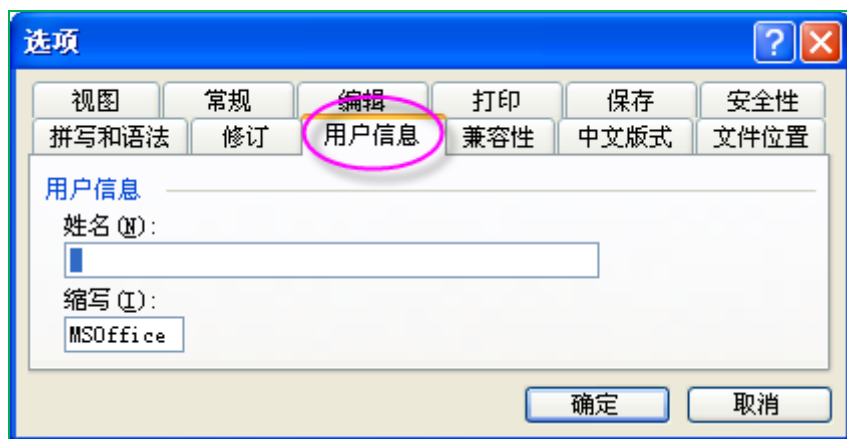 选项
视图 常规 编辑 打印 保存 安全性
拼写和语法 修订 用户信息 兼容性 中文版式 文件位置
用户信息
姓名(N):
缩写(I):
MSOffice
确定 取消